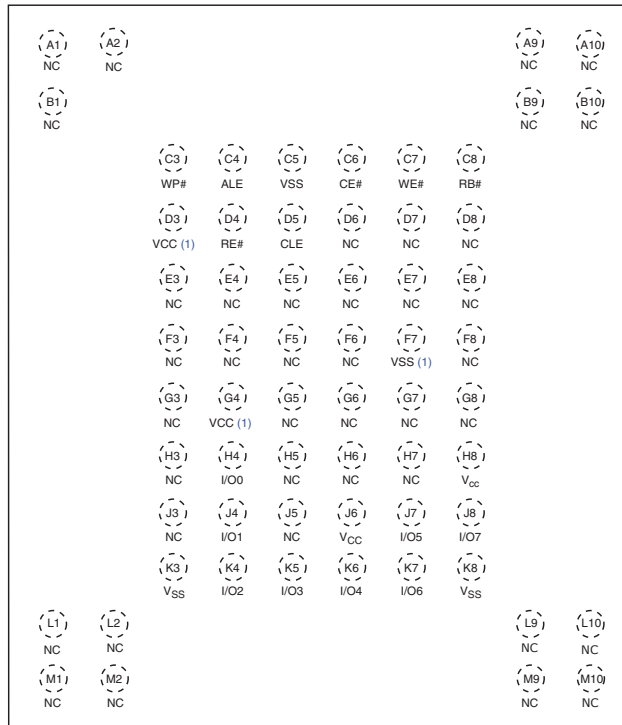 A1 A2 A9 A10
NC NC NC NC
B1 B9 B10
NC NC NC
C3 C4 C5 C6 C7 C8
WP# ALE VSS CE# WE# RB#
D3 D4 D5 D6 D7 D8
VCC (1) RE# CLE NC NC NC
E3 E4 E5 E6 E7 E8
NC NC NC NC NC NC
F3 F4 F5 F6 F7 F8
NC NC NC NC VSS (1) NC
G3 G4 G5 G6 G7 G8
NC VCC (1) NC NC NC NC
H3 H4 H5 H6 H7 H8
NC I/O0 NC NC NC Vcc
J3 J4 J5 J6 J7 J8
NC I/O1 NC VCC I/O5 I/O7
K3 K4 K5 K6 K7 K8
VSS I/O2 I/O3 I/O4 I/O6 VSS
L1 L2 L9 L10
NC NC NC NC
M1 M2 M9 M10
NC NC NC NC